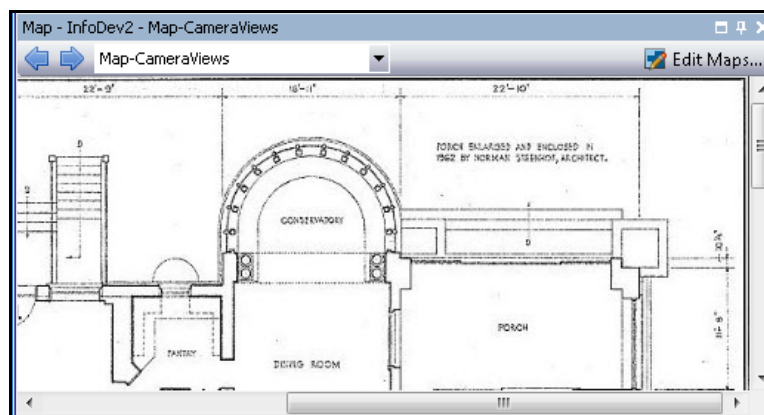 Map - InfoDev2 - Map-CameraViews
Map-CameraViews
Edit Maps...
22'-9"
18'-11"
22'-10"
PORCH ENLARGED AND ENCLOSED IN
1962 BY NORMAN STEENHOF, ARCHITECT.
D
CONSERVATORY
D
PORCH
PANTRY
DINING ROOM